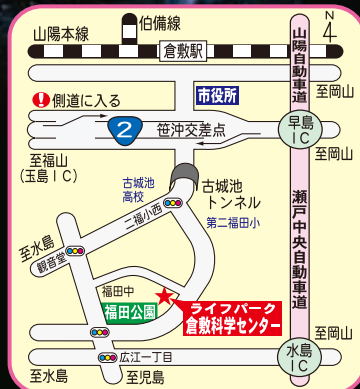 伯備線
山陽本線
N
倉敷駅
山陽自動車道
至岡山
市役所
!側道に入る
2
笹沖交差点
早島
IC
至岡山
至福山
(玉島IC)
古城池
高校
古城池
トンネル
二福小西
第二福田小
瀬戸中央自動車道
至水島
観音堂
福田中
福田公園
ライフパーク
倉敷科学センター
至岡山
広江一丁目
水島
IC
至水島
至児島